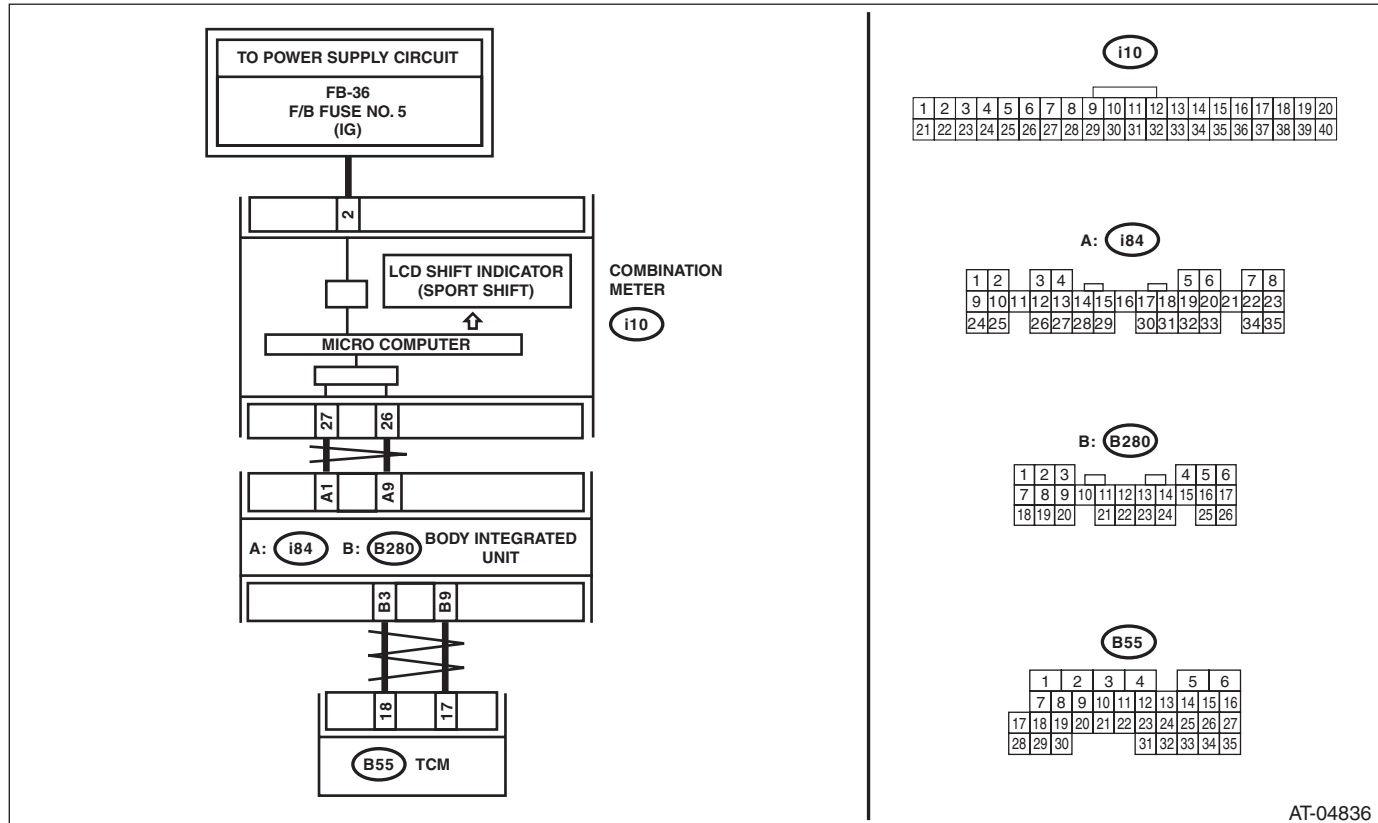 TO POWER SUPPLY CIRCUIT
FB-36
F/B FUSE NO. 5
(IG)
2
LCD SHIFT INDICATOR
(SPORT SHIFT)
MICRO COMPUTER
COMBINATION
METER
i10
27 26
A1 A9
A: i84 B: B280 BODY INTEGRATED
UNIT
B3 B9
18 17
B55 TCM
i10
1 2 3 4 5 6 7 8 9 10 11 12 13 14 15 16 17 18 19 20
21 22 23 24 25 26 27 28 29 30 31 32 33 34 35 36 37 38 39 40
A: i84
1 2 3 4 5 6 7 8
9 10 11 12 13 14 15 16 17 18 19 20 21 22 23
24 25 26 27 28 29 30 31 32 33 34 35
B: B280
1 2 3 4 5 6
7 8 9 10 11 12 13 14 15 16 17
18 19 20 21 22 23 24 25 26
B55
1 2 3 4 5 6
7 8 9 10 11 12 13 14 15 16
17 18 19 20 21 22 23 24 25 26 27
28 29 30 31 32 33 34 35
AT-04836